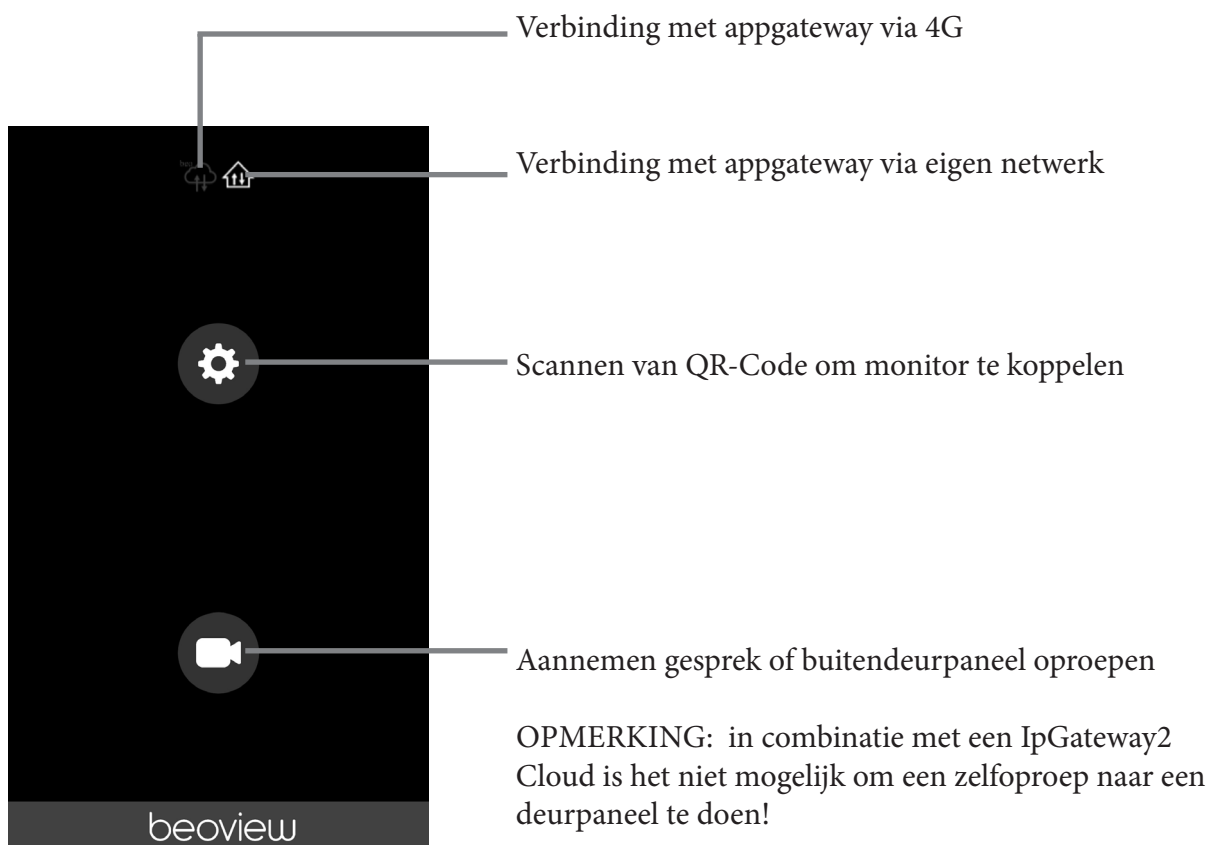 Verbinding met appgateway via 4G
Verbinding met appgateway via eigen netwerk
Scannen van QR-Code om monitor te koppelen
Aannemen gesprek of buitendeurpaneel oproepen
OPMERKING: in combinatie met een IpGateway2
Cloud is het niet mogelijk om een zelfoproep naar een
deurpaneel te doen!
beoview